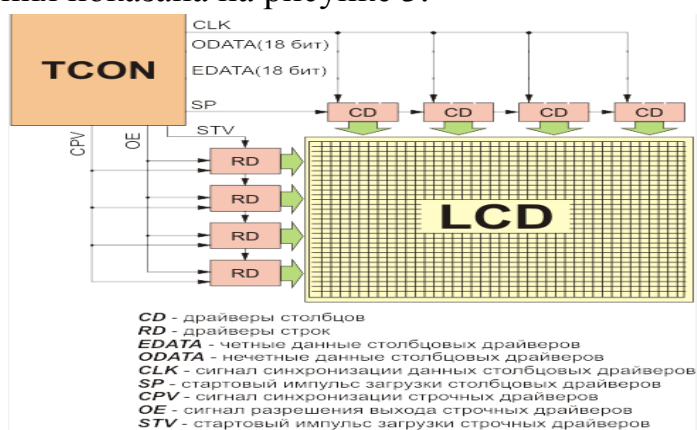 ния показана на рисунке 3.
CLK
ODATA(18 бит)
TCON
EDATA(18 бит)
SP
CD
CD
CD
CD
STV
CPV
OE
RD
RD
RD
RD
LCD
CD - драйверы столбцов
RD - драйверы строк
EDATA - четные данные столбцовых драйверов
ODATA - нечетные данные столбцовых драйверов
CLK - сигнал синхронизации данных столбцовых драйверов
SP - стартовый импульс загрузки столбцовых драйверов
CPV - сигнал синхронизации строчных драйверов
OE - сигнал разрешения выхода строчных драйверов
STV - стартовый импульс загрузки строчных драйверов